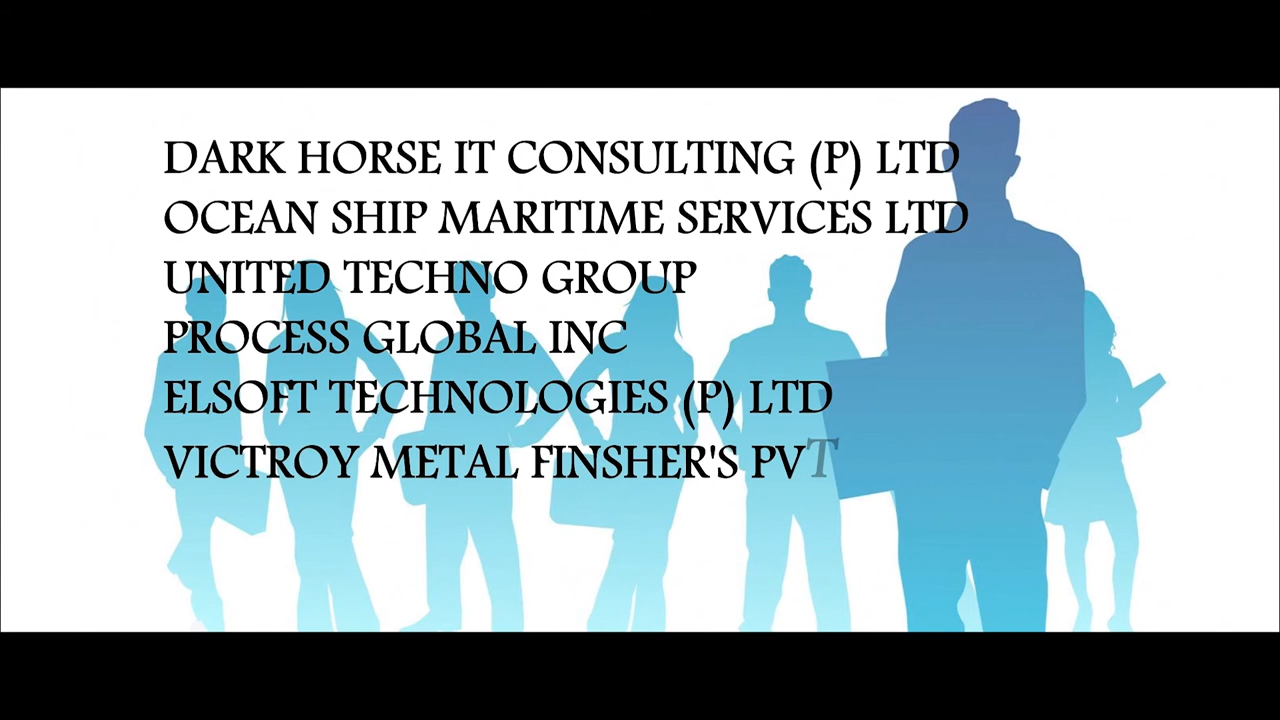 DARK HORSE IT CONSULTING (P) LTD
OCEAN SHIP MARITIME SERVICES LTD
UNITED TECHNO GROUP
PROCESS GLOBAL INC
ELSOFT TECHNOLOGIES (P) LTD
VICTROY METAL FINSHER'S PVT